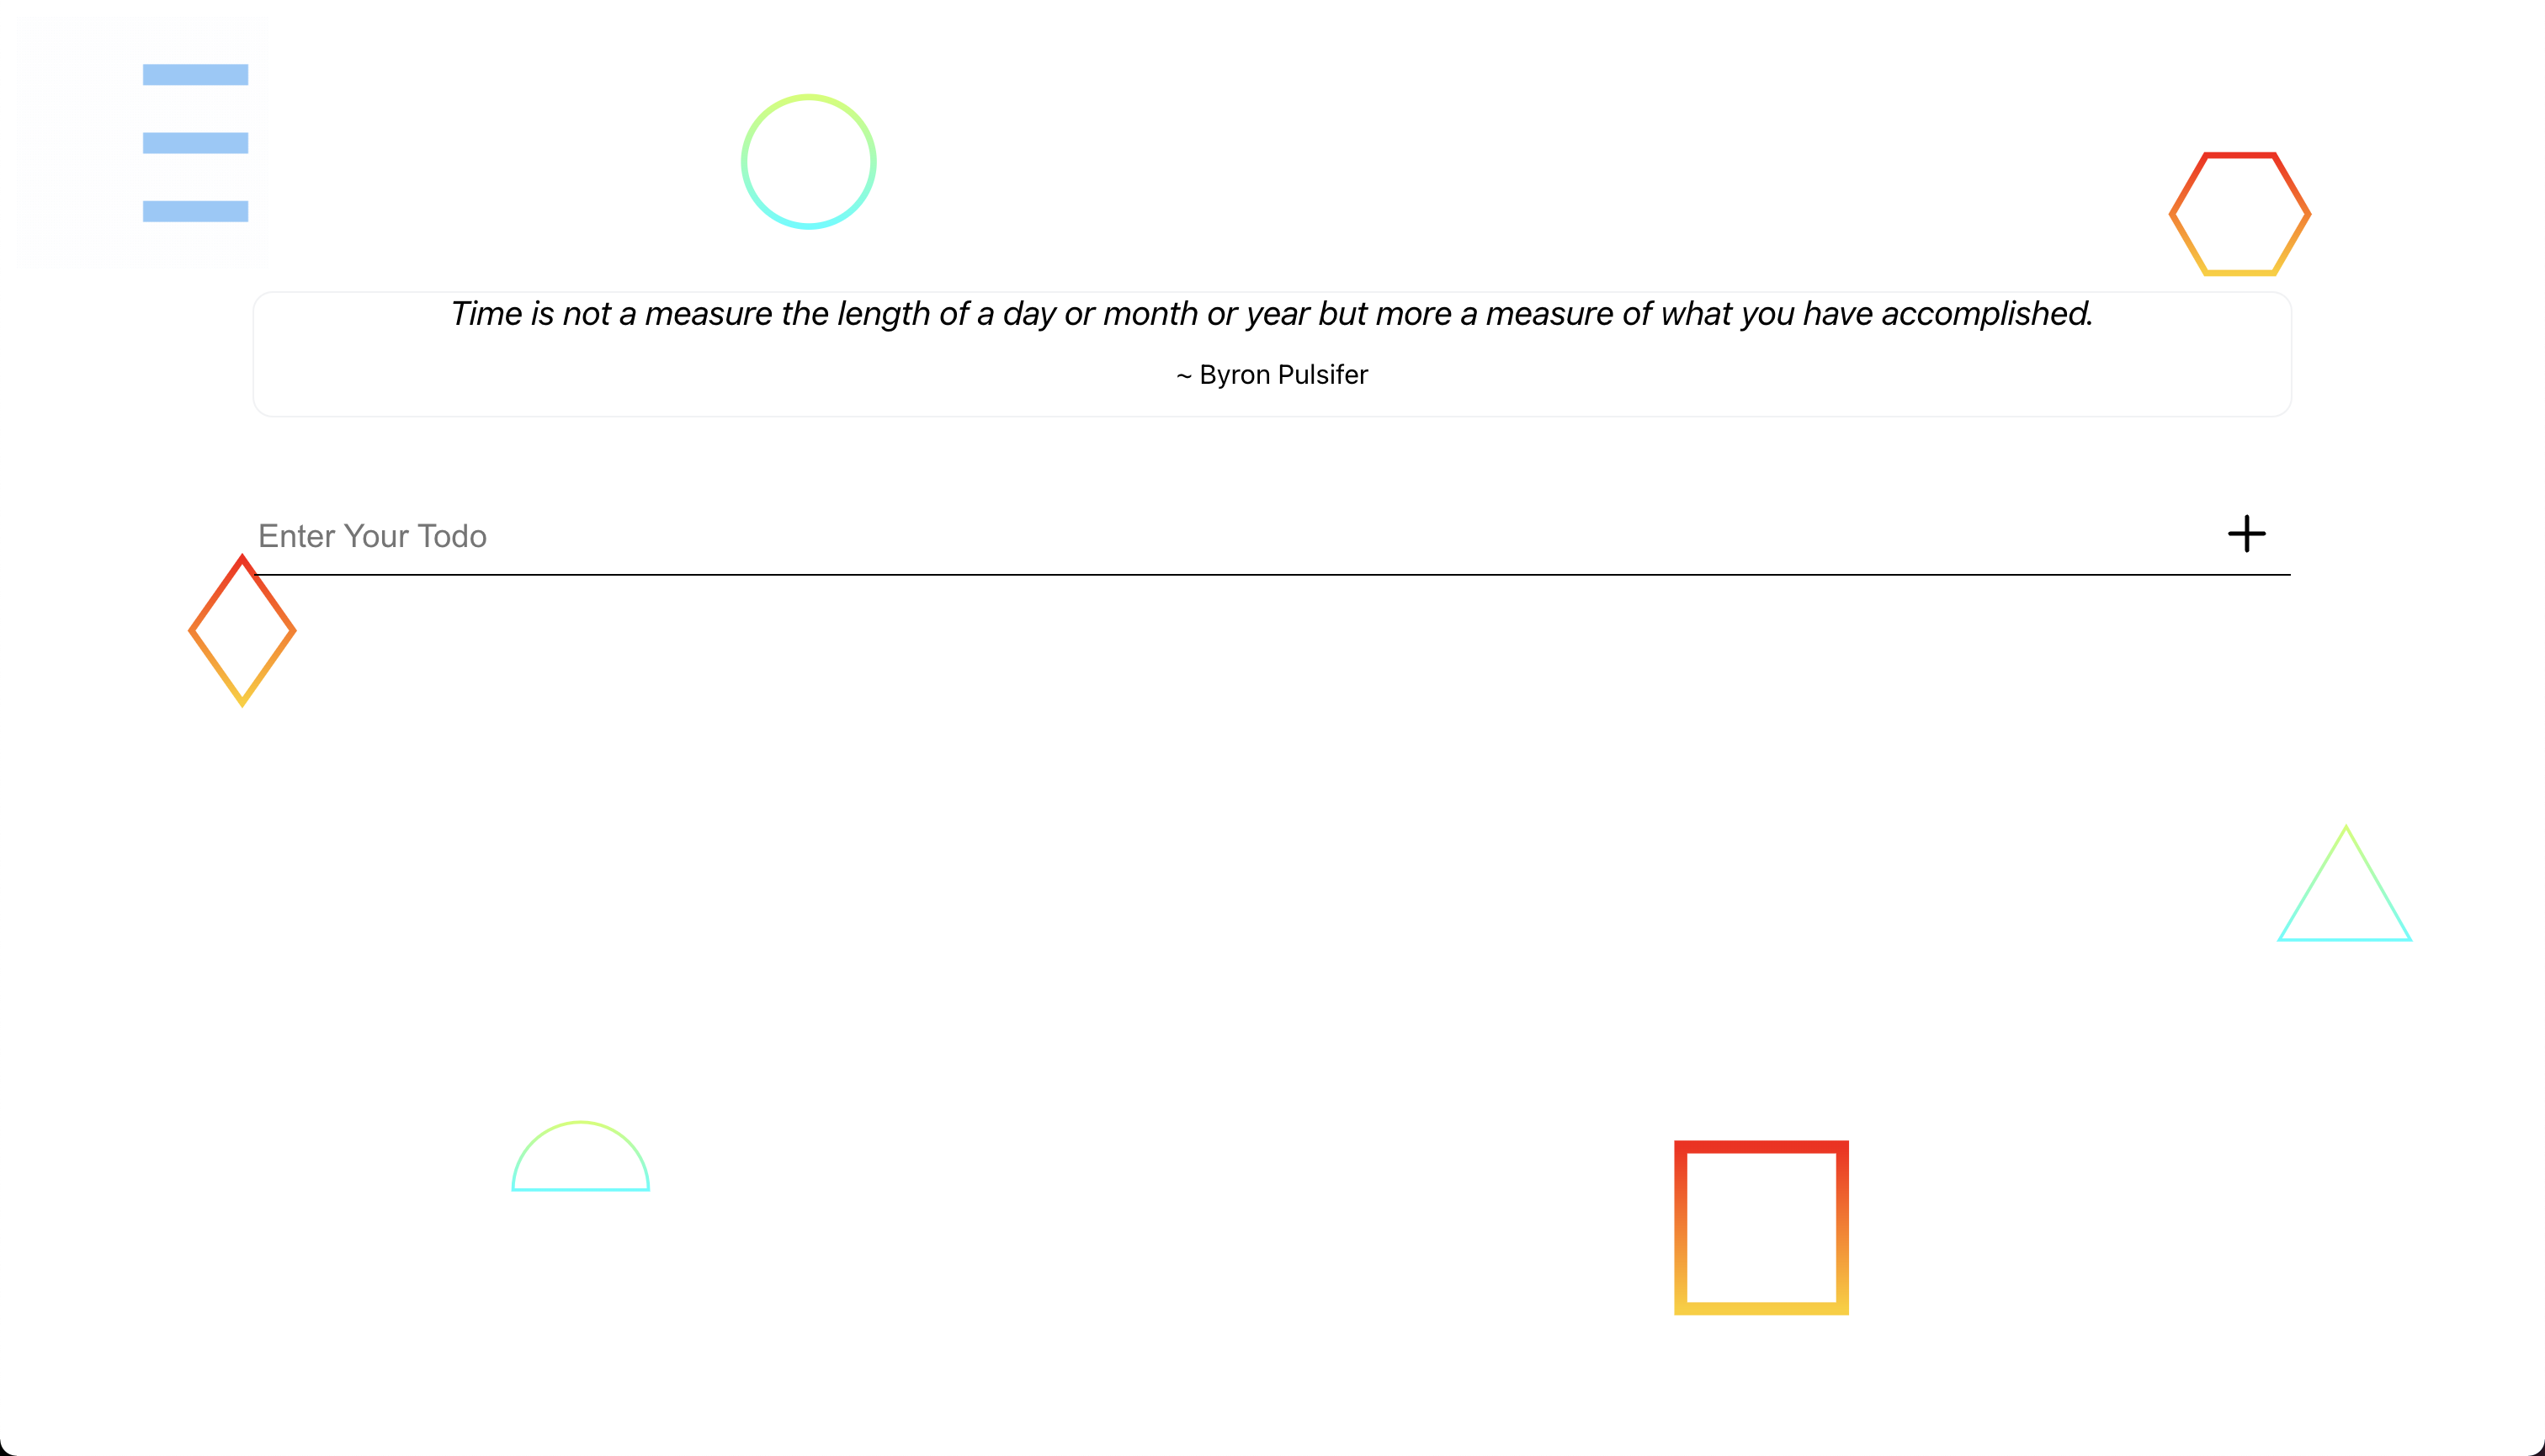 Time is not a measure the length of a day or month or year but more a measure of what you have accomplished.
~ Byron Pulsifer
Enter Your Todo